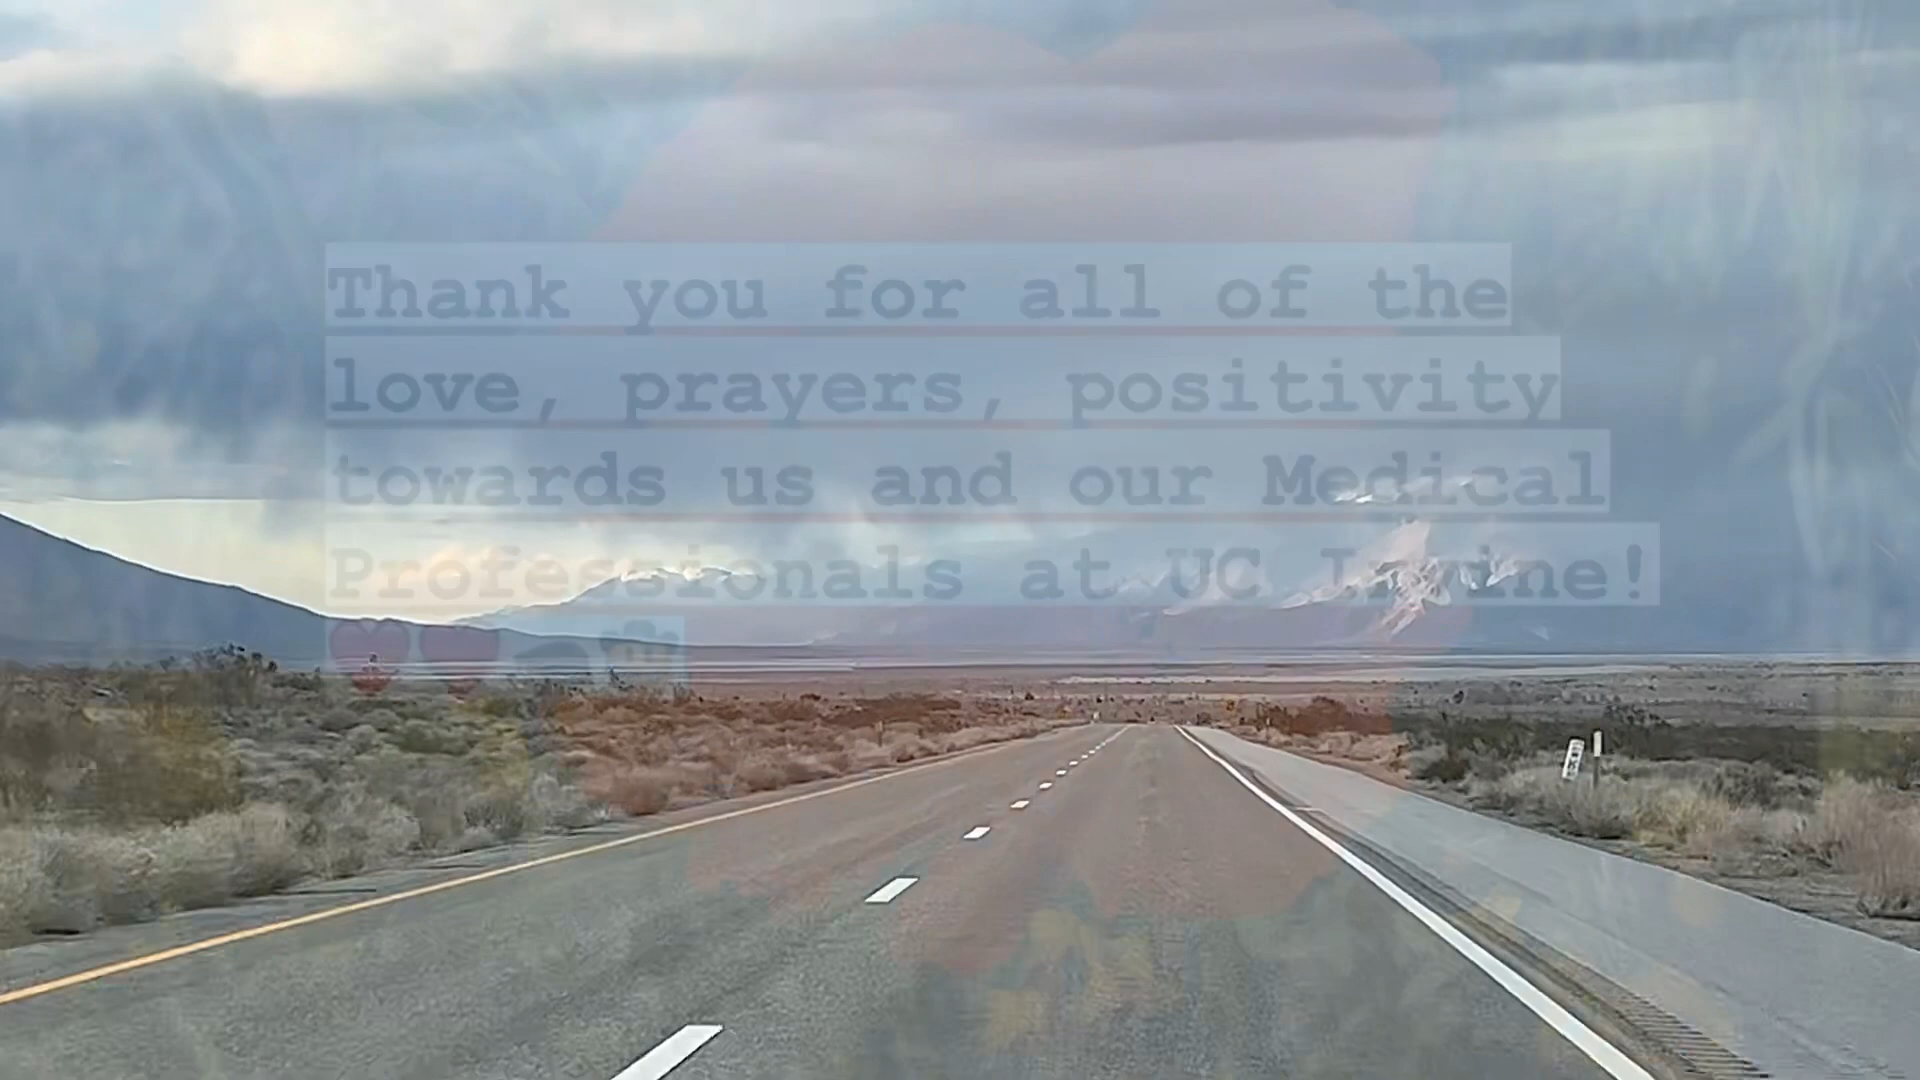 Thank you for all of the
love, prayers, positivity
towards us and our Medical
Professionals at UC Irvine!